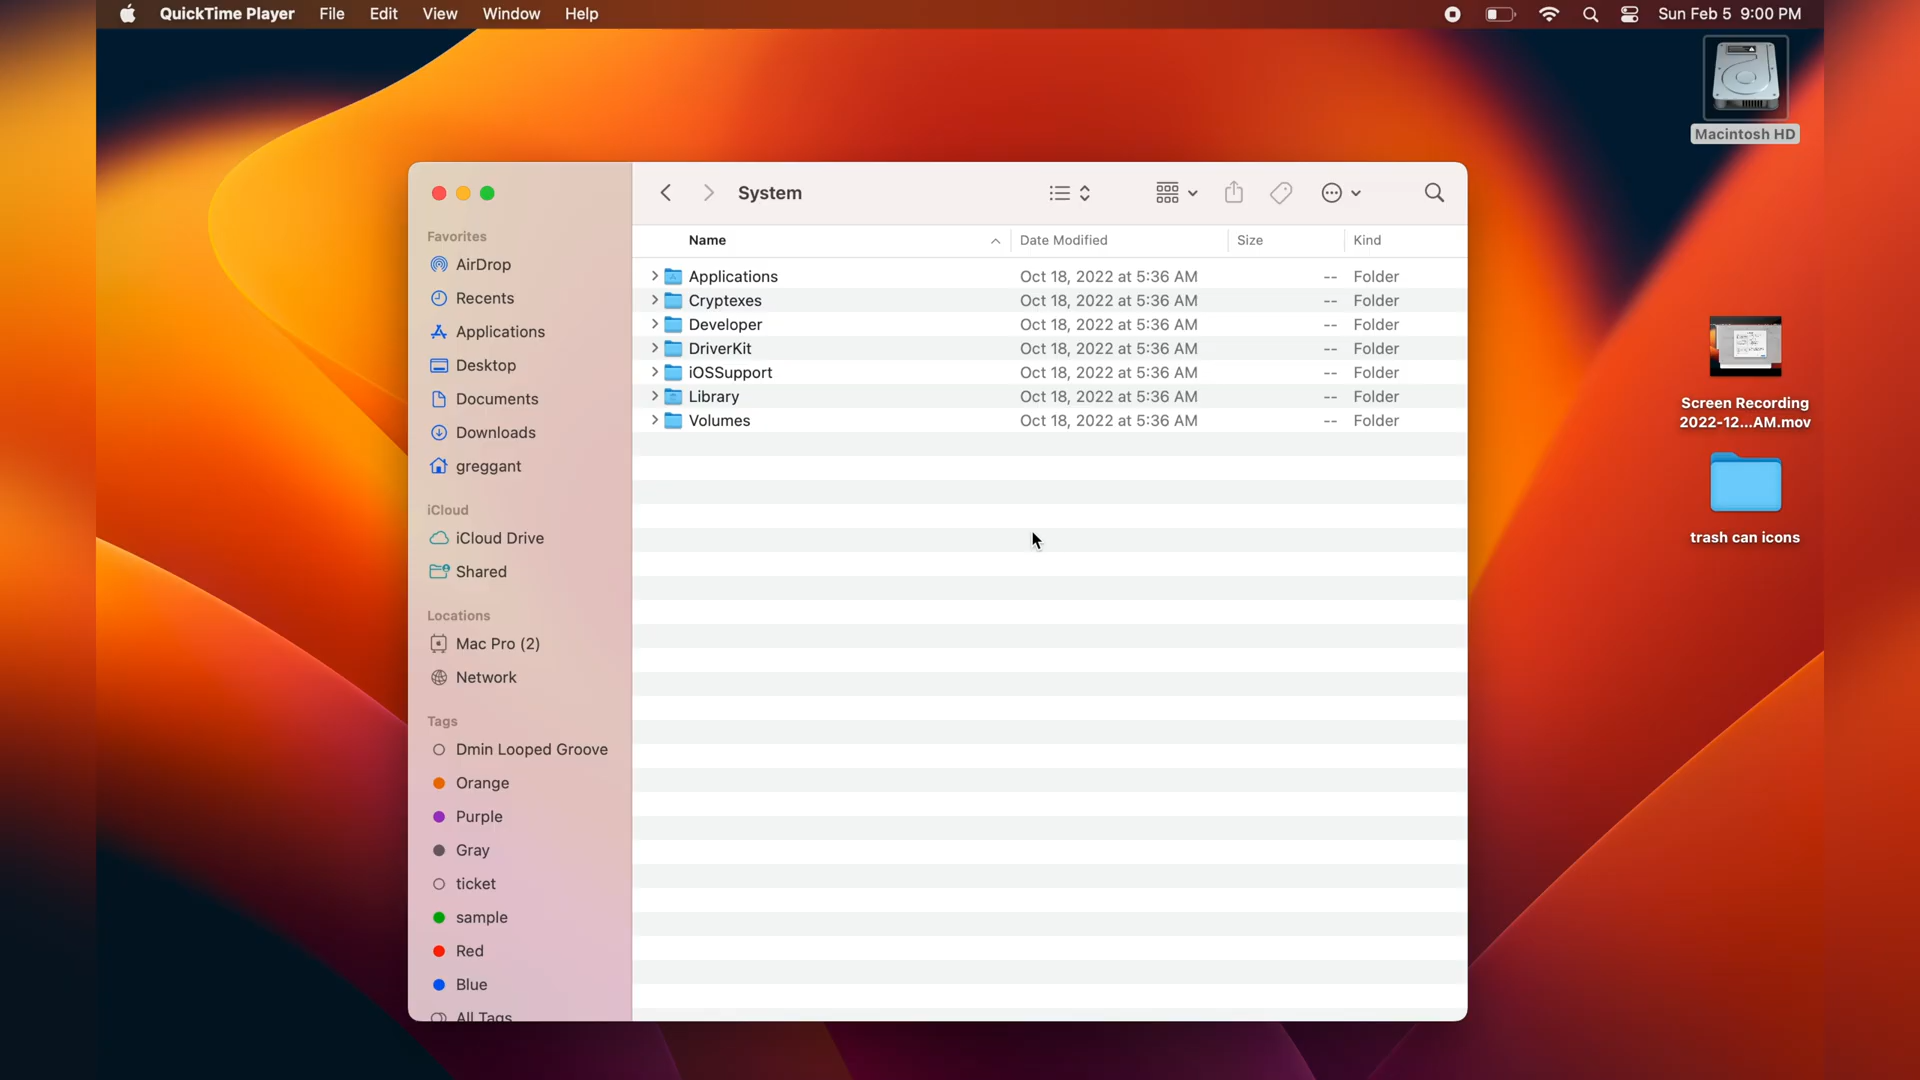 QuickTime Player File Edit View Window Help Sun Feb 5 9:00 PM
Macintosh HD
System
Name Date Modified Size Kind
Applications Oct 18, 2022 at 5:36 AM -- Folder
Cryptexes Oct 18, 2022 at 5:36 AM -- Folder
Developer Oct 18, 2022 at 5:36 AM -- Folder
DriverKit Oct 18, 2022 at 5:36 AM -- Folder
iOSSupport Oct 18, 2022 at 5:36 AM -- Folder
Library Oct 18, 2022 at 5:36 AM -- Folder
Volumes Oct 18, 2022 at 5:36 AM -- Folder
Favorites
AirDrop
Recents
Applications
Desktop
Documents
Downloads
greggant
iCloud
iCloud Drive
Shared
Locations
Mac Pro (2)
Network
Tags
Dmin Looped Groove
Orange
Purple
Gray
ticket
sample
Red
Blue
All Tags
Screen Recording
2022-12...AM.mov
trash can icons